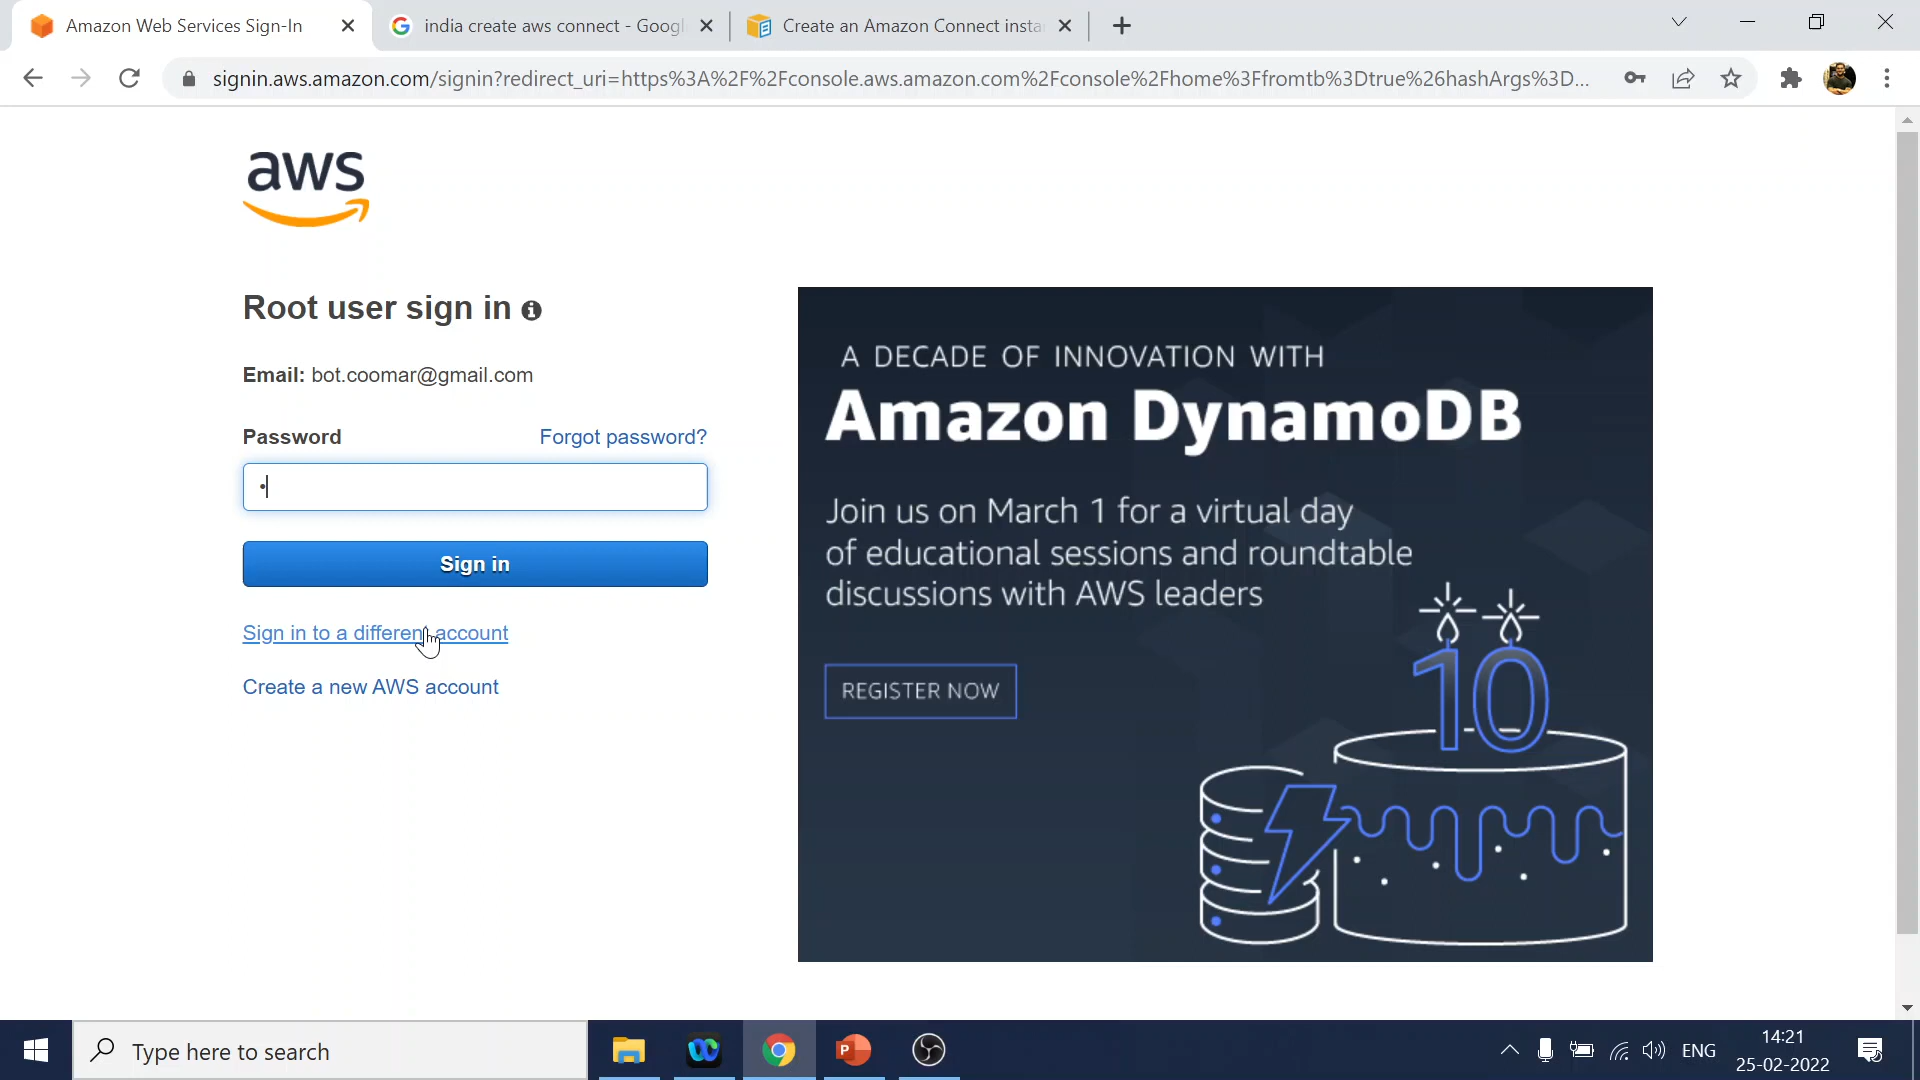 Amazon Web Services Sign-In
india create aws connect - Googl
Create an Amazon Connect insta
signin.aws.amazon.com/signin?redirect_uri=https%3A%2F%2Fconsole.aws.amazon.com%2Fconsole%2Fhome%3Ffromtb%3Dtrue%26hashArgs%3D...
aws
Root user sign in
Email: bot.coomar@gmail.com
Password Forgot password?
Sign in
Sign in to a different account
Create a new AWS account
A DECADE OF INNOVATION WITH
Amazon DynamoDB
Join us on March 1 for a virtual day
of educational sessions and roundtable
discussions with AWS leaders
REGISTER NOW
10
Type here to search
ENG
14:21
25-02-2022